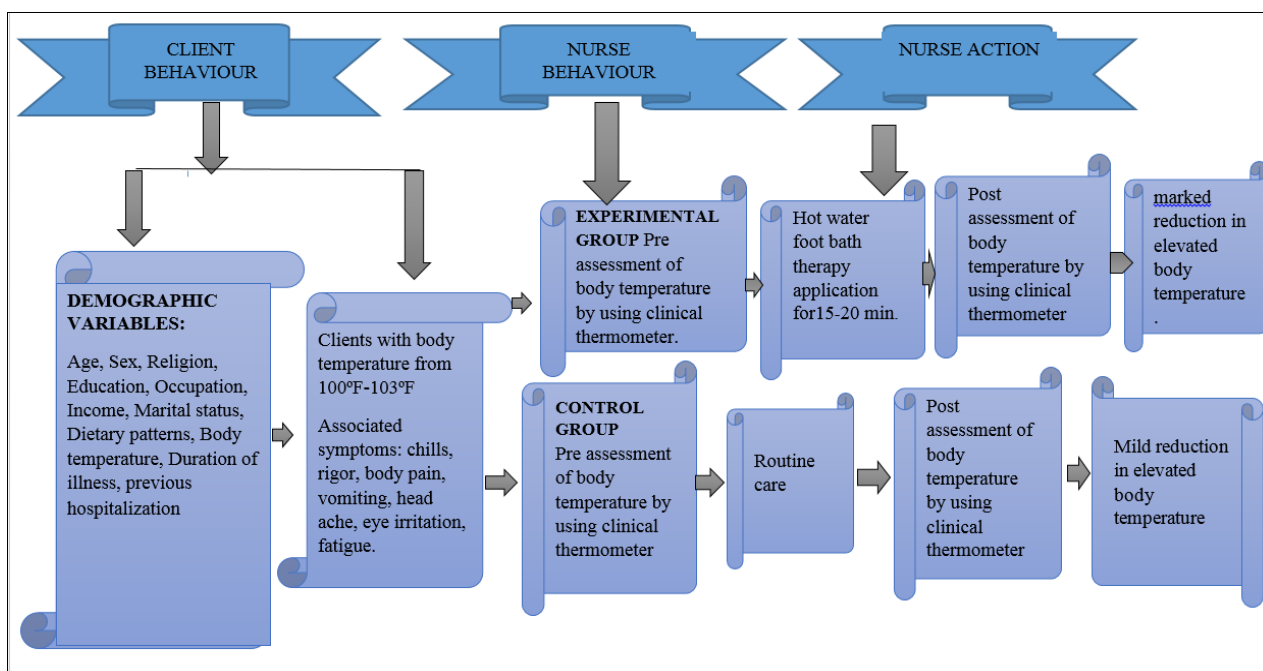 CLIENT
BEHAVIOUR
NURSE
BEHAVIOUR
NURSE ACTION
DEMOGRAPHIC
VARIABLES:
Age, Sex, Religion,
Education, Occupation,
Income, Marital status,
Dietary patterns, Body
temperature, Duration of
illness, previous
hospitalization
Clients with body
temperature from
100ºF-103ºF
Associated
symptoms: chills,
rigor, body pain,
vomiting, head
ache, eye irritation,
fatigue.
EXPERIMENTAL
GROUP Pre
assessment of
body temperature
by using clinical
thermometer.
Hot water
foot bath
therapy
application
for15-20 min.
Post
assessment of
body
temperature by
using clinical
thermometer
marked
reduction in
elevated
body
temperature
.
CONTROL
GROUP
Pre assessment
of body
temperature by
using clinical
thermometer
Routine
care
Post
assessment of
body
temperature
by using
clinical
thermometer
Mild reduction
in elevated
body
temperature